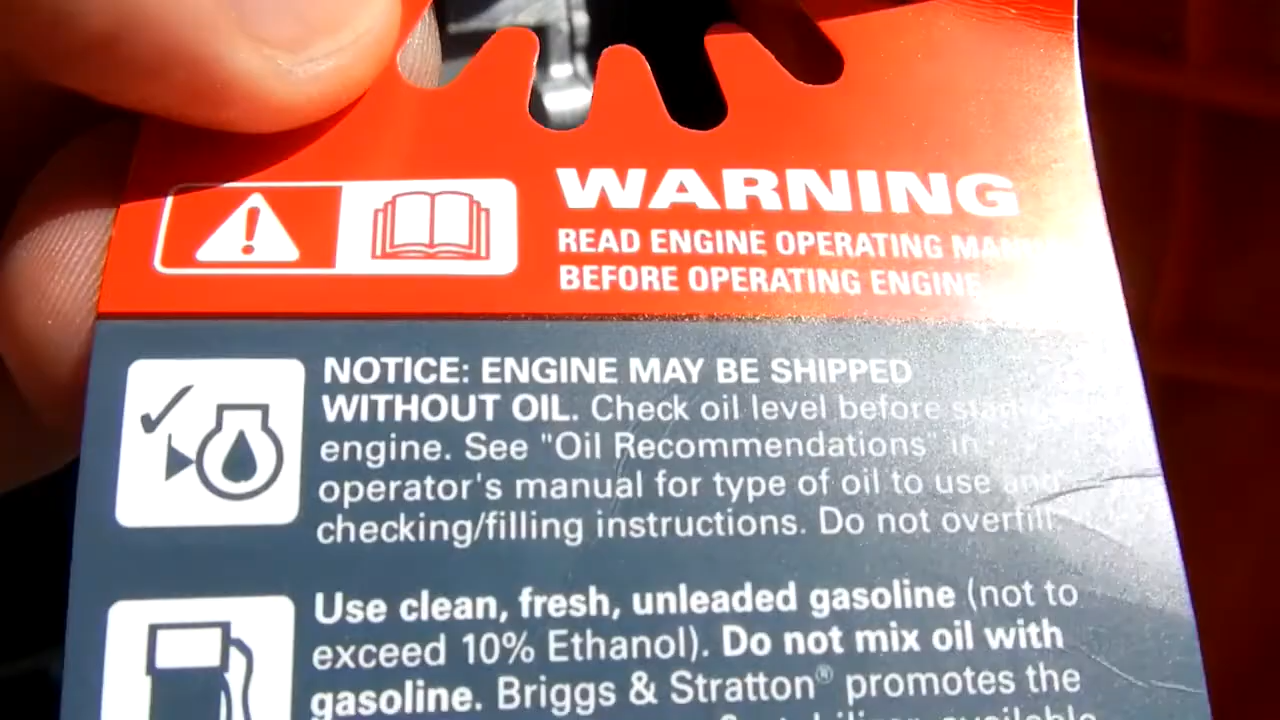 WARNING
READ ENGINE OPERATING
BEFORE OPERATING ENGINE
NOTICE: ENGINE MAY BE SHIPPED
WITHOUT OIL. Check oil level before
engine. See "Oil Recommendations" in
operator's manual for type of oil to use and
checking/filling instructions. Do not overfill.
Use clean, fresh, unleaded gasoline (not to
exceed 10% Ethanol). Do not mix oil with
gasoline. Briggs & Stratton® promotes the
available